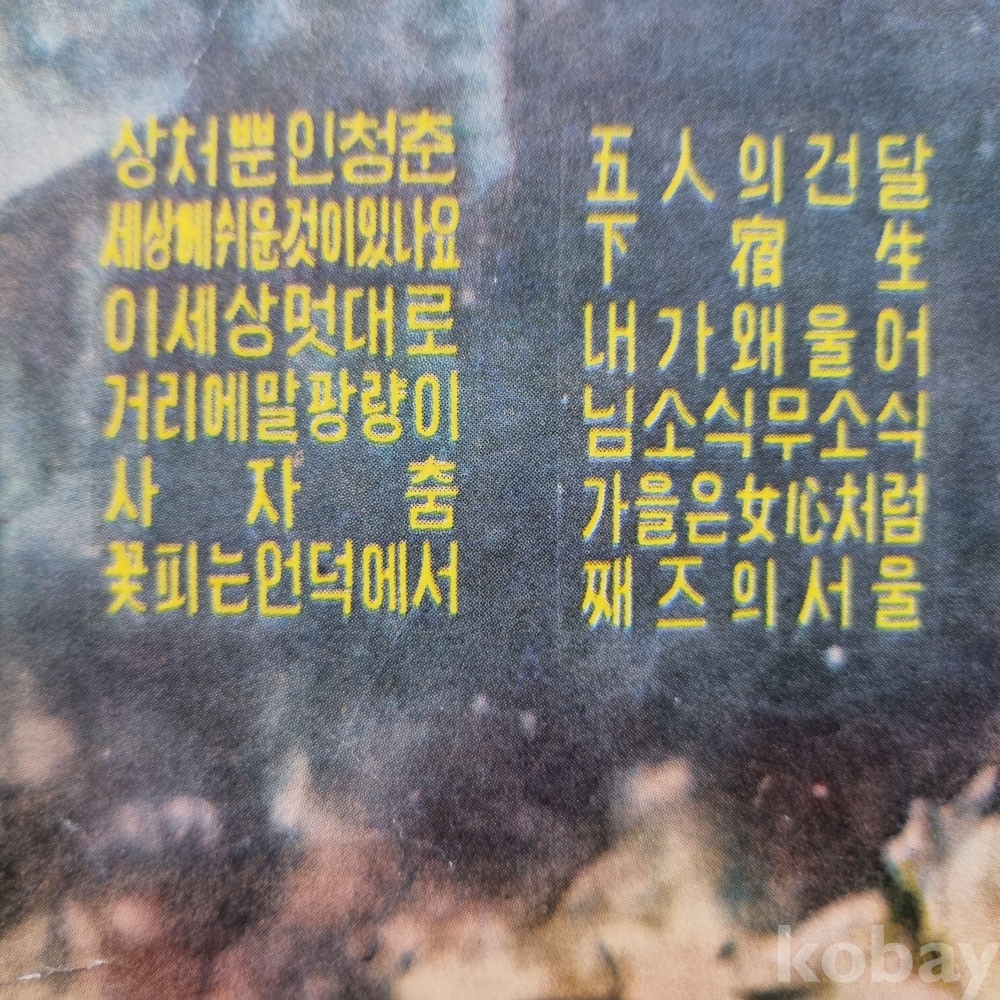 상처뿐인청춘
세상에쉬운것이있나요
이세상멋대로
거리에말팡량이
사자춤
꽃피는언덕에서
五人의건달
下宿生
내가왜울어
님소식무소식
가을은女心처럼
째즈의서울
kobay